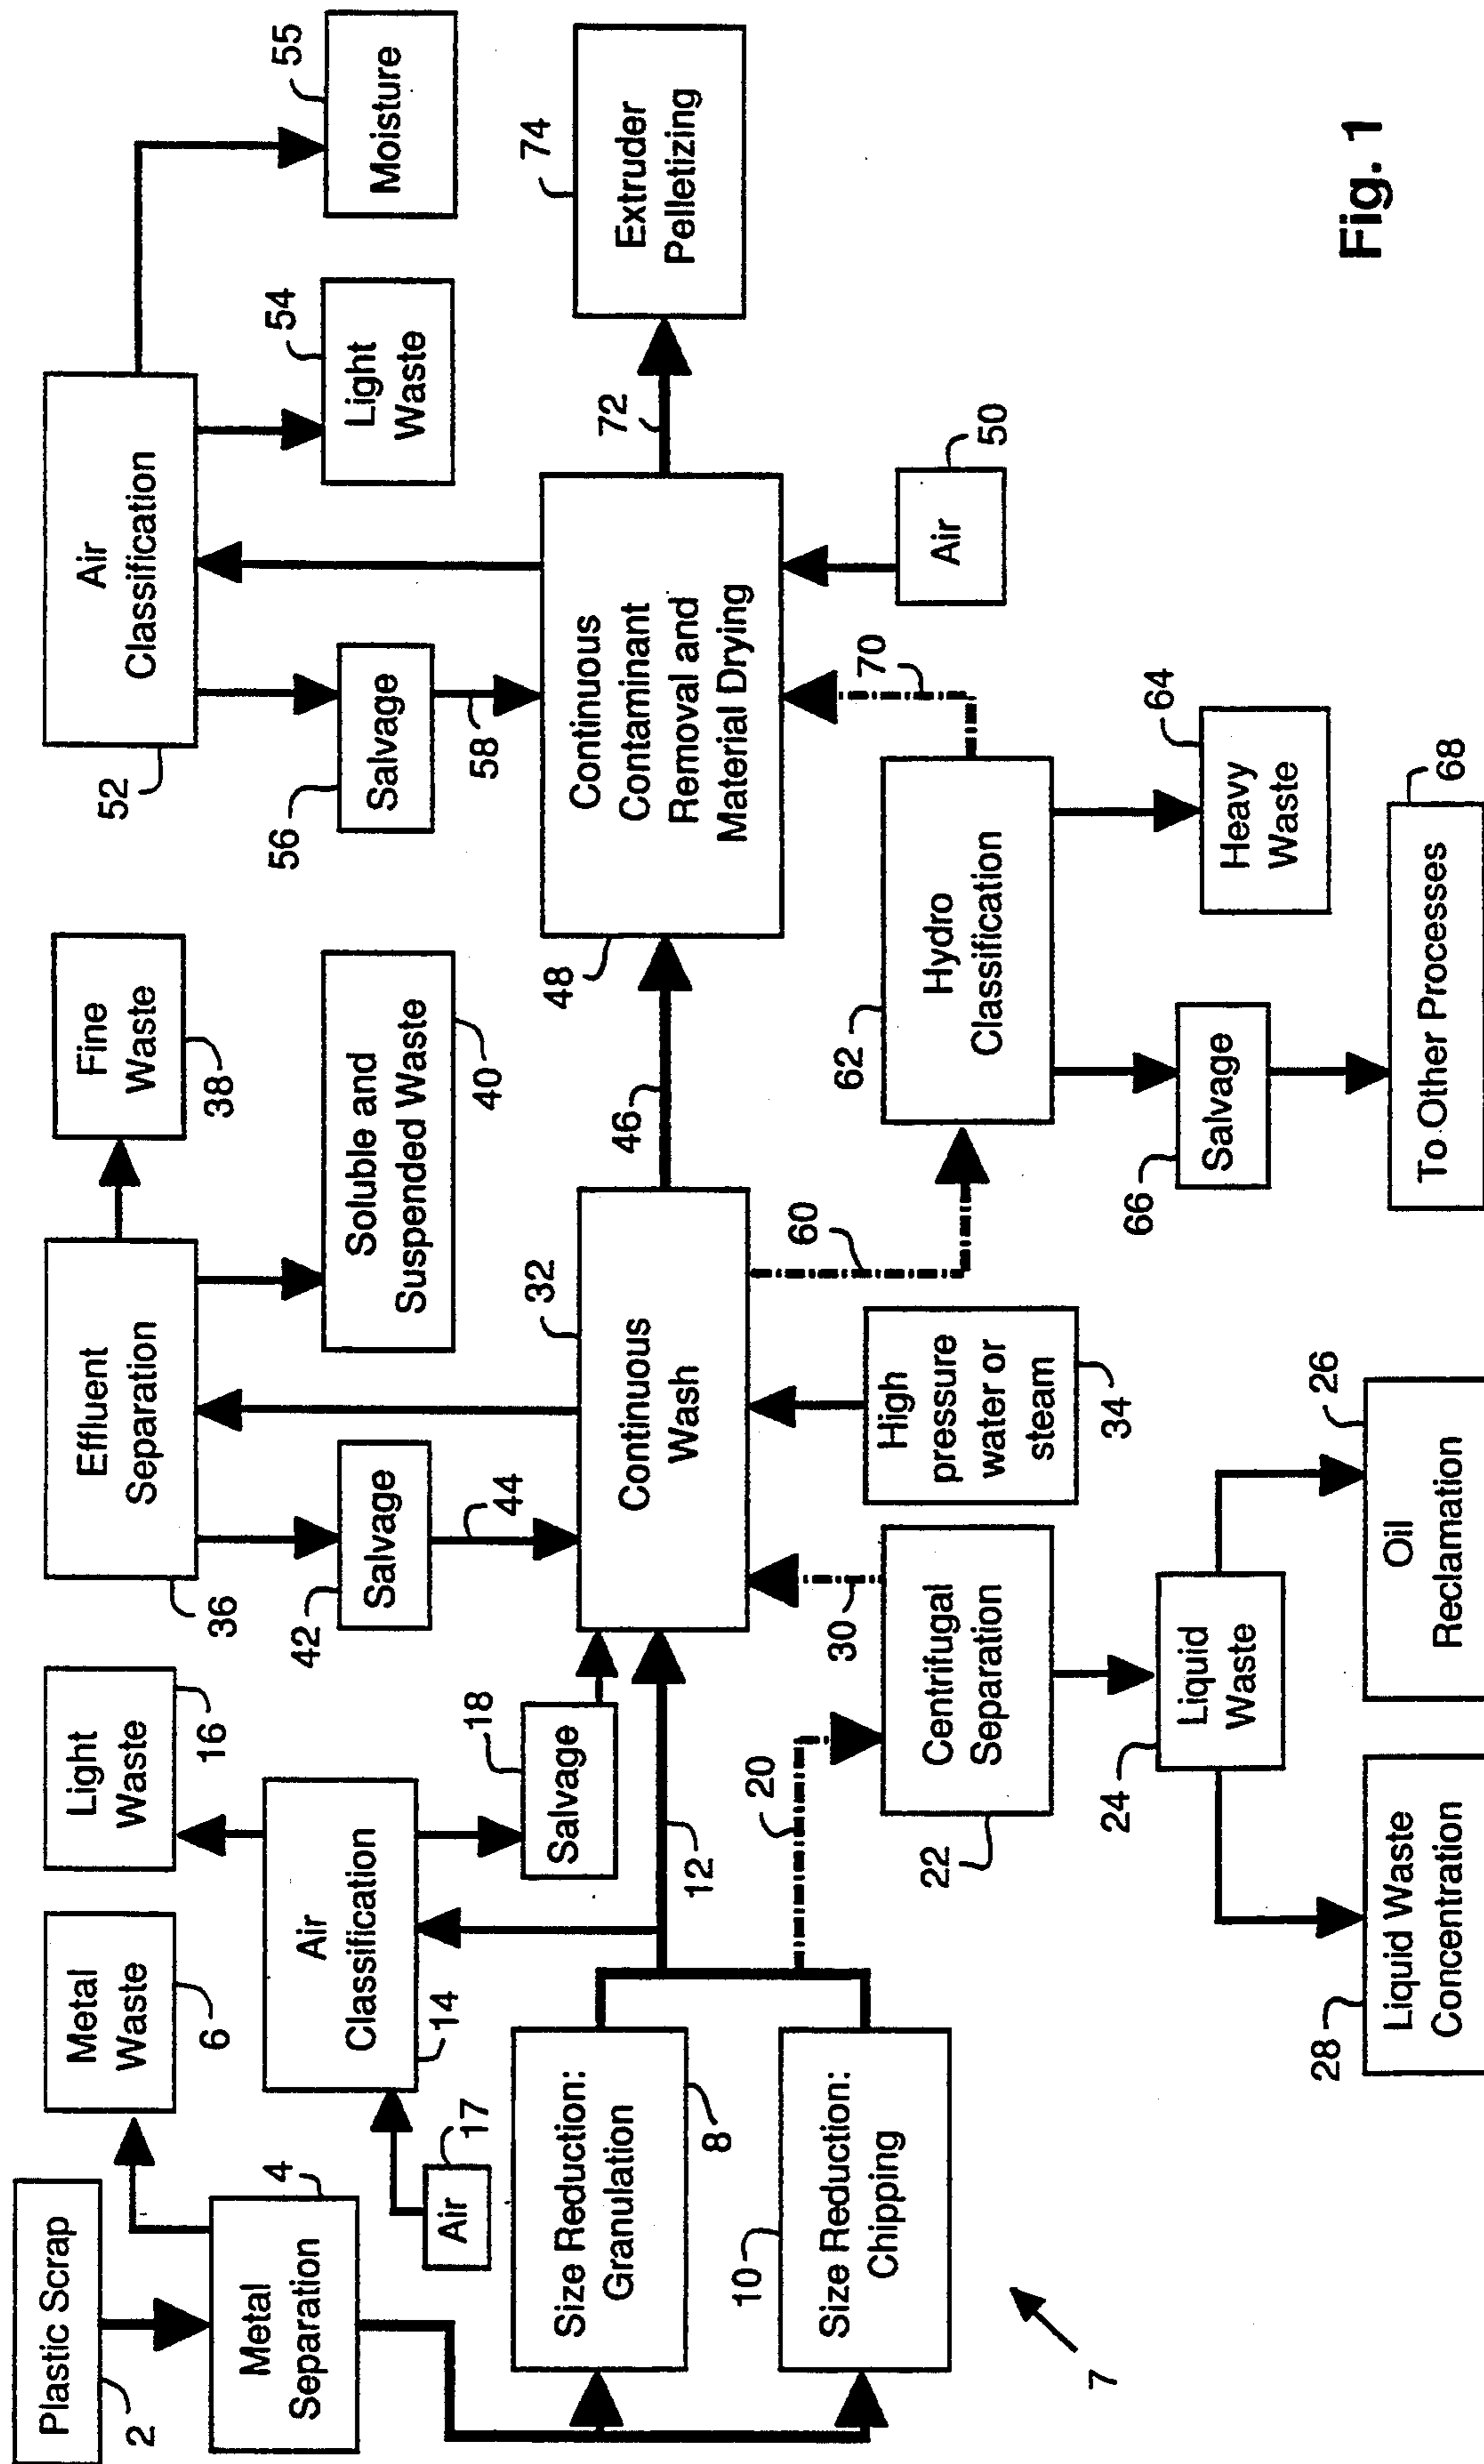 Plastic Scrap
2
Metal
Separation
4
Metal
Waste
6
Air
17
Air
Classification
14
Light
Waste
16
Salvage
18
Size Reduction:
Granulation
8
Size Reduction:
Chipping
10
7
12
20
Centrifugal
Separation
22
30
Liquid
Waste
24
Oil
Reclamation
26
Liquid Waste
Concentration
28
Continuous
Wash
32
High
pressure
water or
steam
34
Effluent
Separation
36
Fine
Waste
38
Soluble and
Suspended Waste
40
Salvage
42
44
46
Continuous
Contaminant
Removal and
Material Drying
48
Air
50
Air
Classification
52
Light
Waste
54
Moisture
55
Salvage
56
58
60
Hydro
Classification
62
Heavy
Waste
64
Salvage
66
To Other Processes
68
70
72
Extruder
Pelletizing
74
Fig. 1